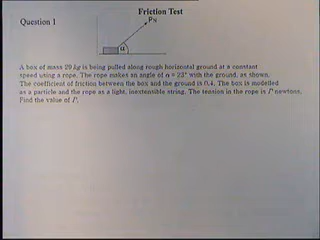 Friction Test
Question 1
P N
α
A box of mass 20 kg is being pulled along rough horizontal ground at a constant
speed using a rope. The rope makes an angle of α = 22° with the ground, as shown.
The coefficient of friction between the box and the ground is 0.4. The box is modelled
as a particle and the rope as a light, inextensible string. The tension in the rope is P newtons.
Find the value of P.